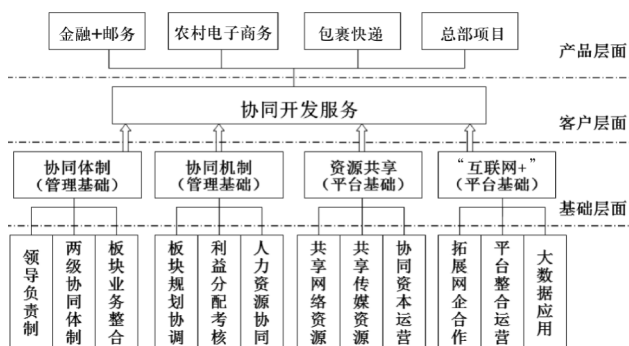 金融+邮务
农村电子商务
包裹快递
总部项目
产品层面
协同开发服务
客户层面
协同体制
（管理基础）
协同机制
（管理基础）
资源共享
（平台基础）
“互联网+”
（平台基础）
基础层面
领导负责制
两级协同体制
板块业务整合
板块规划协调
利益分配考核
人力资源协同
共享网络资源
共享传媒资源
协同资本运营
拓展网企合作
平台整合运营
大数据应用